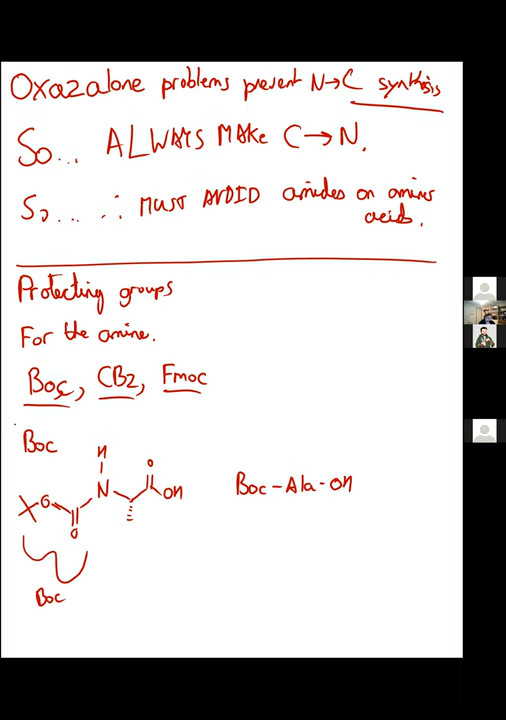 Oxazalone problems prevent N→C synthesis
So... ALWAYS MAKE C→N.
So.... ∴ MUST AVOID amides on amino
acids.
Protecting groups
For the amine.
Boc, CBz, Fmoc
Boc
H
O
O N OH Boc-Ala-OH
O
Boc